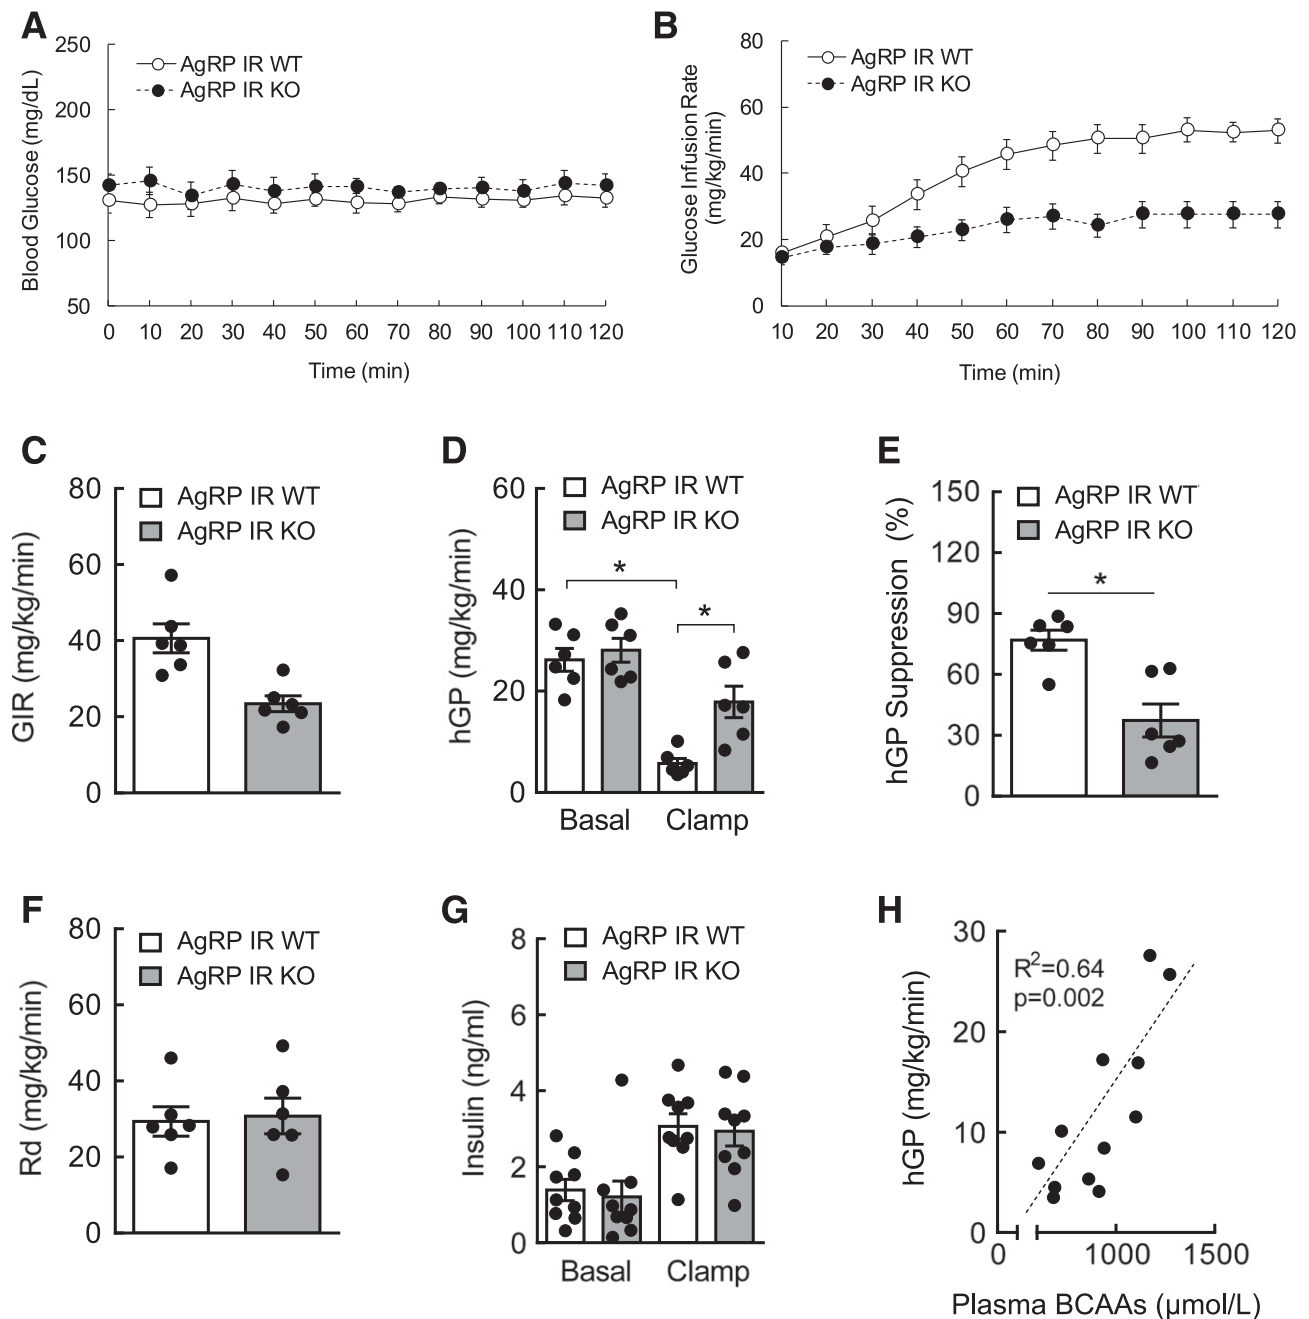 A
250
200
150
100
50
Blood Glucose (mg/dL)
AgRP IR WT
AgRP IR KO
0 10 20 30 40 50 60 70 80 90 100 110 120
Time (min)
B
80
60
40
20
0
Glucose Infusion Rate
(mg/kg/min)
AgRP IR WT
AgRP IR KO
10 20 30 40 50 60 70 80 90 100 110 120
Time (min)
C
80
60
40
20
0
GIR (mg/kg/min)
AgRP IR WT
AgRP IR KO
D
60
40
20
0
hGP (mg/kg/min)
AgRP IR WT
AgRP IR KO
*
*
Basal Clamp
E
150
120
90
60
30
0
hGP Suppression (%)
AgRP IR WT
AgRP IR KO
*
F
80
60
40
20
0
Rd (mg/kg/min)
AgRP IR WT
AgRP IR KO
G
8
6
4
2
0
Insulin (ng/ml)
AgRP IR WT
AgRP IR KO
Basal Clamp
H
30
20
10
0
hGP (mg/kg/min)
R²=0.64
p=0.002
0 1000 1500
Plasma BCAAs (μmol/L)